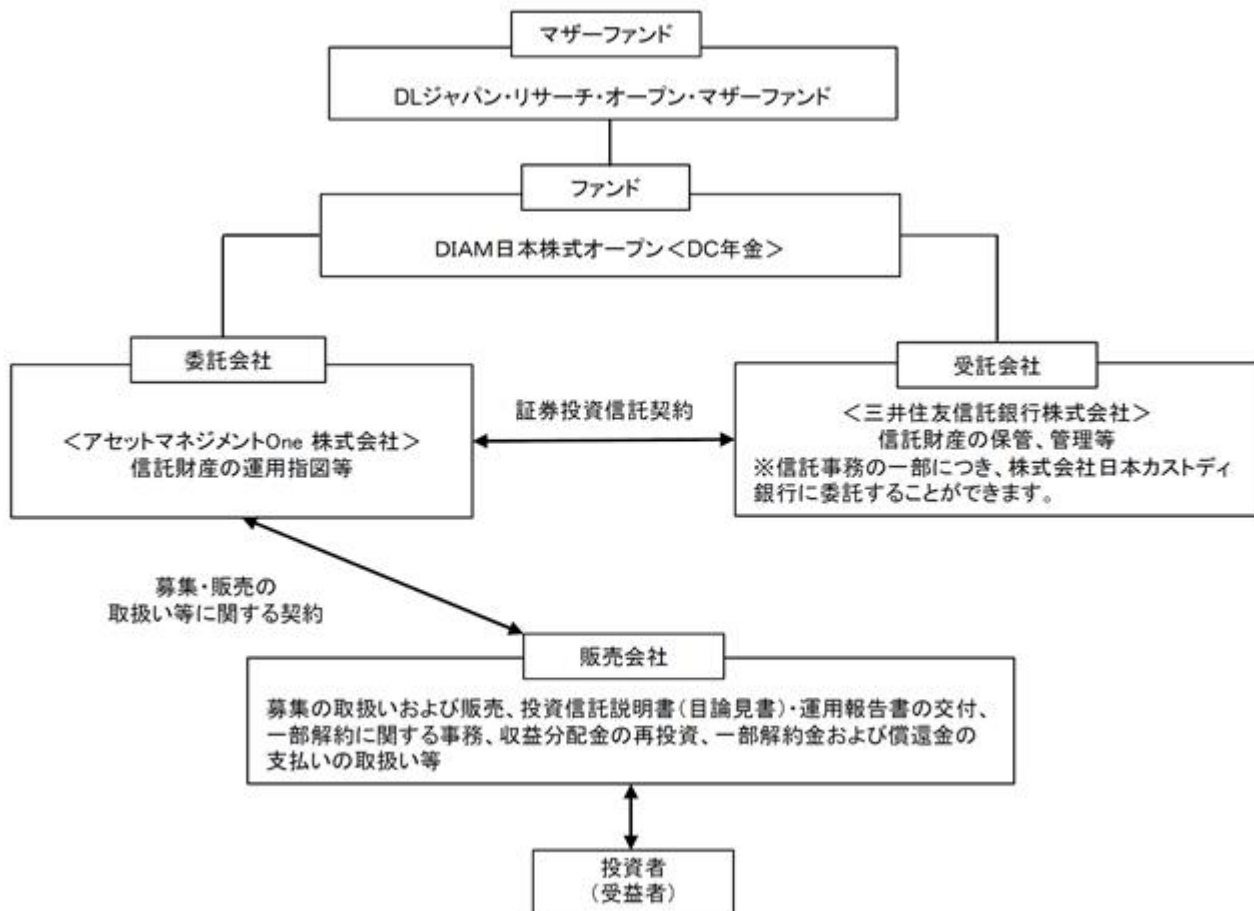 マザーファンド
DLジャパン・リサーチ・オープン・マザーファンド
ファンド
DIAM日本株式オープン<DC年金>
委託会社
<アセットマネジメントOne 株式会社>
信託財産の運用指図等
証券投資信託契約
受託会社
<三井住友信託銀行株式会社>
信託財産の保管、管理等
※信託事務の一部につき、株式会社日本カストディ
銀行に委託することができます。
募集・販売の
取扱い等に関する契約
販売会社
募集の取扱いおよび販売、投資信託説明書(目論見書)・運用報告書の交付、
一部解約に関する事務、収益分配金の再投資、一部解約金および償還金の
支払いの取扱い等
投資者
(受益者)